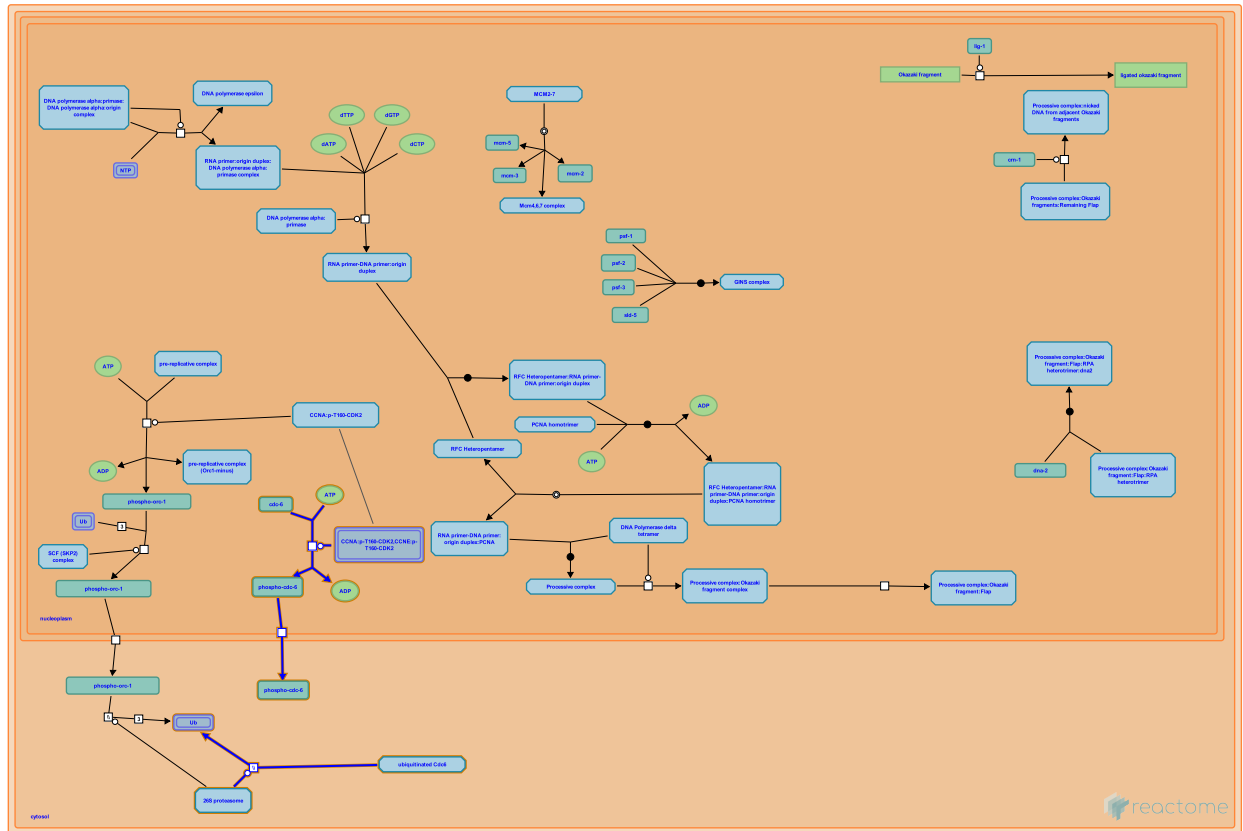 lig-1
Okazaki fragment
ligated okazaki fragment
DNA polymerase alpha:primase:
DNA polymerase alpha:origin
complex
DNA polymerase epsilon
NTP
RNA primer:origin duplex:
DNA polymerase alpha:
primase complex
dTTP
dGTP
dATP
dCTP
DNA polymerase alpha:
primase
RNA primer-DNA primer:origin
duplex
MCM2-7
mcm-5
mcm-3
mcm-2
Mcm4,6,7 complex
Processive complex:nicked
DNA from adjacent Okazaki
fragments
crn-1
Processive complex:Okazaki
fragments:Remaining Flap
psf-1
psf-2
psf-3
sld-5
GINS complex
ATP
pre-replicative complex
CCNA:p-T160-CDK2
ADP
pre-replicative complex
(Orc1-minus)
phospho-orc-1
Ub
3
SCF (SKP2)
complex
phospho-orc-1
cdc-6
ATP
CCNA:p-T160-CDK2,CCNE:p-
T160-CDK2
phospho-cdc-6
ADP
RFC Heteropentamer:RNA primer-
DNA primer:origin duplex
PCNA homotrimer
ADP
RFC Heteropentamer
ATP
RFC Heteropentamer:RNA
primer-DNA primer:origin
duplex:PCNA homotrimer
RNA primer-DNA primer:
origin duplex:PCNA
DNA Polymerase delta
tetramer
Processive complex
Processive complex:Okazaki
fragment complex
Processive complex:Okazaki
fragment:Flap
Processive complex:Okazaki
fragment:Flap:RPA
heterotrimer:dna2
dna-2
Processive complex:Okazaki
fragment:Flap:RPA
heterotrimer
nucleoplasm
phospho-orc-1
phospho-cdc-6
3
Ub
ubiquitinated Cdc6
26S proteasome
cytosol
reactome